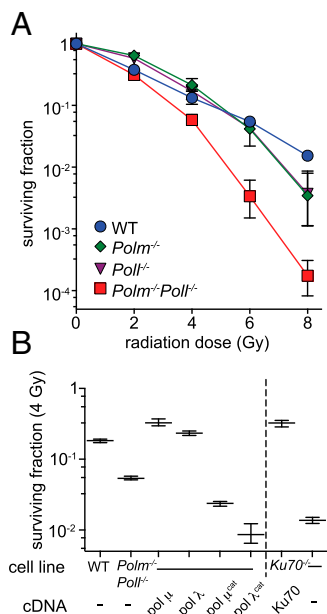 A
surviving fraction
1
10-1
10-2
10-3
10-4
WT
Polm-/-
Poll-/-
Polm-/-Poll-/-
0 2 4 6 8
radiation dose (Gy)
B
surviving fraction (4 Gy)
1
10-1
10-2
cell line WT Polm-/- Poll-/- Ku70-/-
cDNA - - pol μ pol λ pol μcat pol λcat Ku70 -